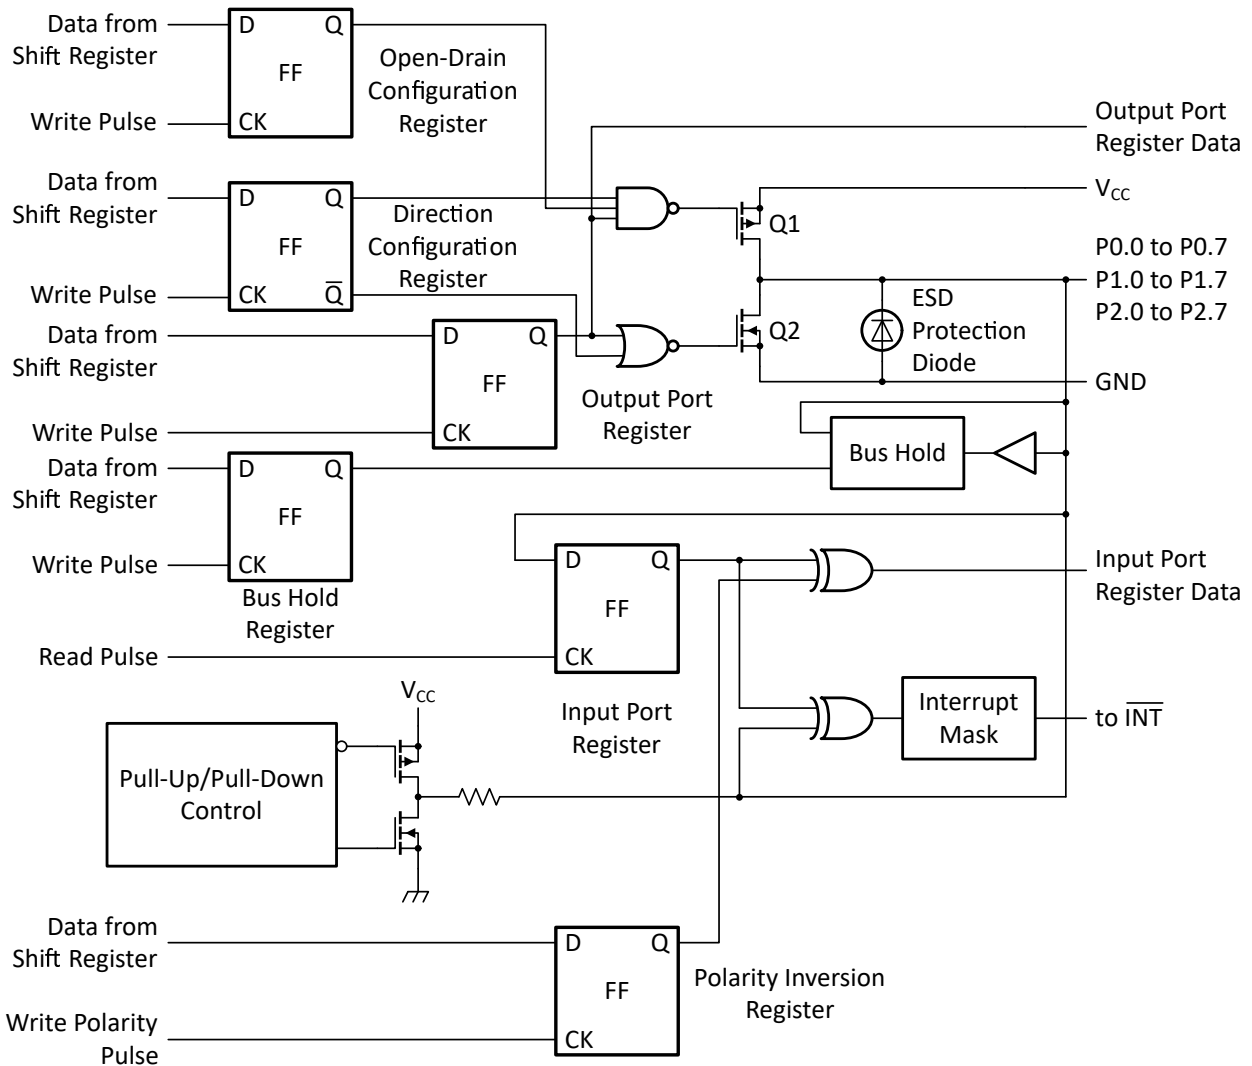 Data from
Shift Register
D
Q
FF
Write Pulse
CK
Open-Drain
Configuration
Register
Output Port
Register Data
Data from
Shift Register
D
Q
FF
Write Pulse
CK
Q̅
Direction
Configuration
Register
VCC
Q1
P0.0 to P0.7
P1.0 to P1.7
P2.0 to P2.7
Data from
Shift Register
D
Q
FF
Write Pulse
CK
Output Port
Register
Q2
ESD
Protection
Diode
GND
Data from
Shift Register
D
Q
FF
Write Pulse
CK
Bus Hold
Register
Bus Hold
D
Q
FF
Read Pulse
CK
Input Port
Register
Input Port
Register Data
VCC
Pull-Up/Pull-Down
Control
Interrupt
Mask
to I̅N̅T̅
Data from
Shift Register
D
Q
FF
Write Polarity
Pulse
CK
Polarity Inversion
Register